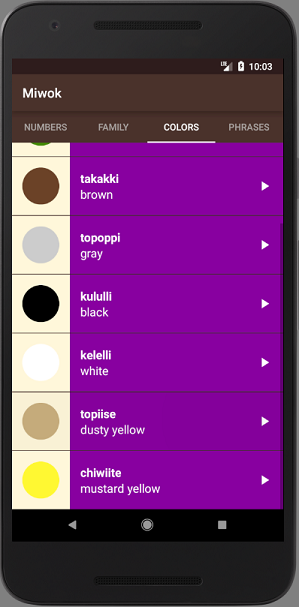 LTE 10:03
Miwok
NUMBERS FAMILY COLORS PHRASES
takakki
brown
topoppi
gray
kululli
black
kelelli
white
topiise
dusty yellow
chiwiite
mustard yellow